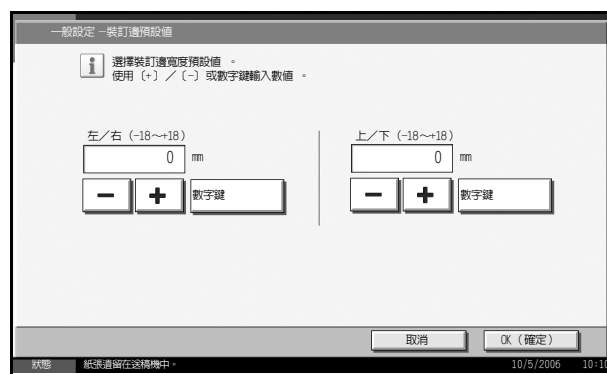 一般設定 －裝訂邊預設值
選擇裝訂邊寬度預設值 。
使用〔+〕／〔-〕或數字鍵輸入數值 。
左／右 (-18～+18)
上／下 (-18～+18)
0 mm
0 mm
數字鍵
數字鍵
取消
OK (確定)
狀態 紙張遺留在送稿機中。 10/5/2006 10:10